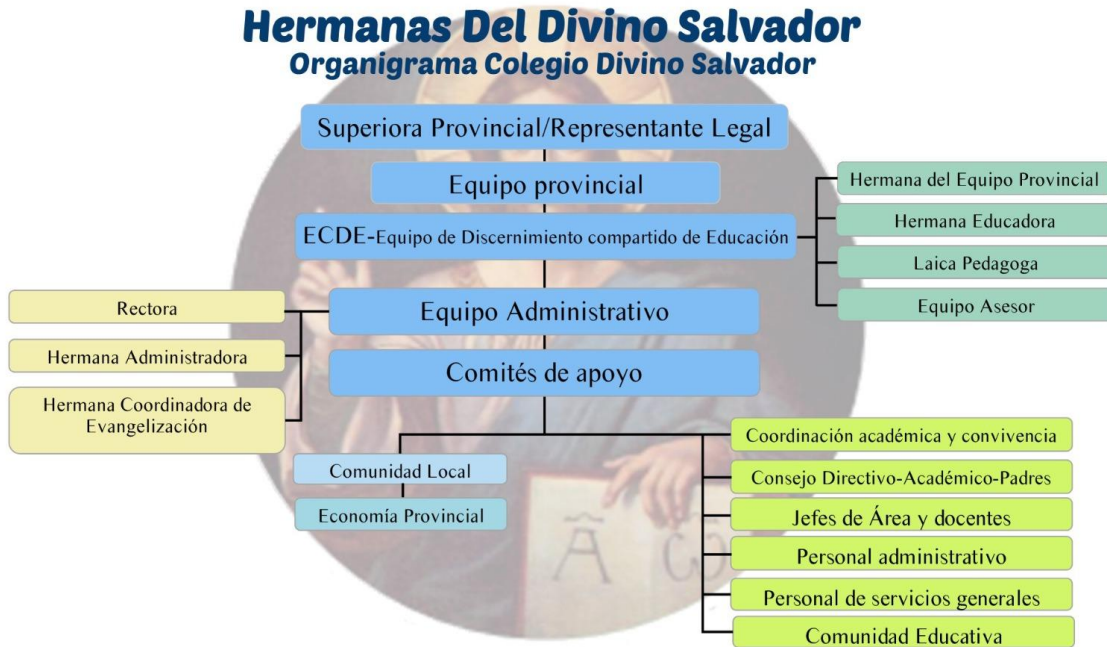 Hermanas Del Divino Salvador
Organigrama Colegio Divino Salvador
Superiora Provincial/Representante Legal
Equipo provincial
ECDE-Equipo de Discernimiento compartido de Educación
Hermana del Equipo Provincial
Hermana Educadora
Laica Pedagoga
Equipo Asesor
Equipo Administrativo
Rectora
Hermana Administradora
Hermana Coordinadora de
Evangelización
Comités de apoyo
Comunidad Local
Economía Provincial
Coordinación académica y convivencia
Consejo Directivo-Académico-Padres
Jefes de Área y docentes
Personal administrativo
Personal de servicios generales
Comunidad Educativa
Α Ω